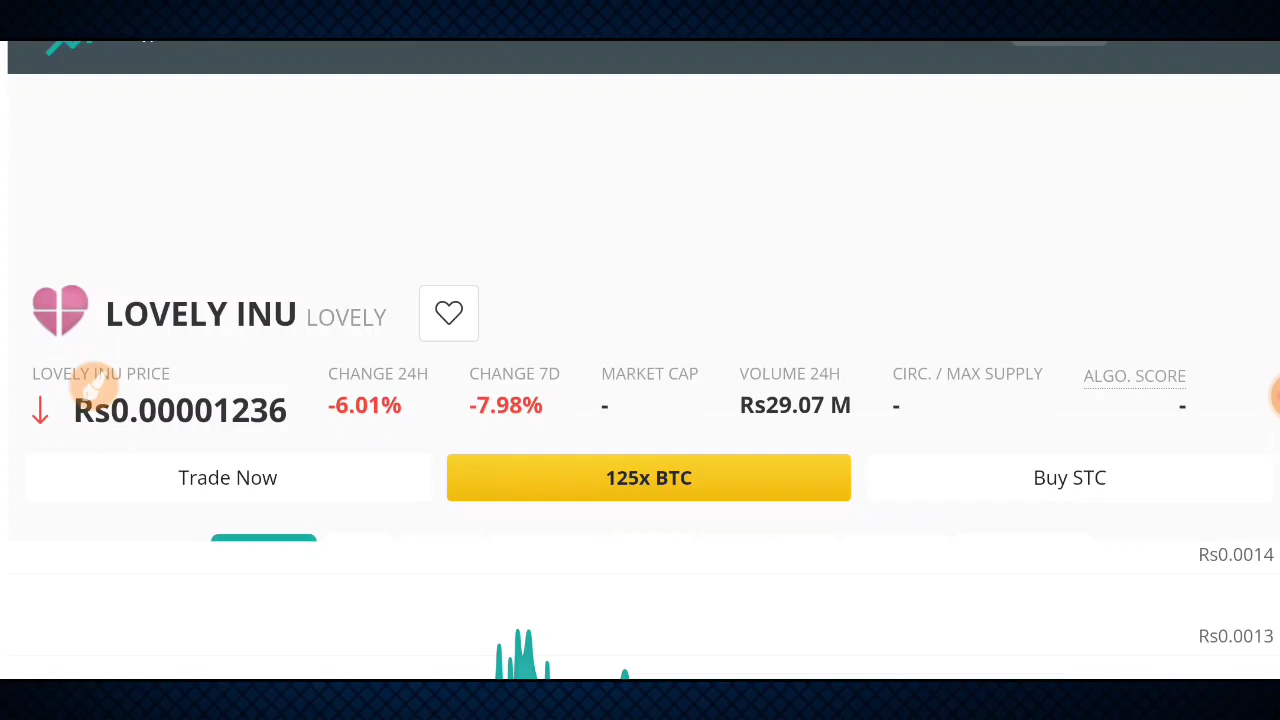 LOVELY INU LOVELY
LOVELY INU PRICE
Rs0.00001236
CHANGE 24H
-6.01%
CHANGE 7D
-7.98%
MARKET CAP
-
VOLUME 24H
Rs29.07 M
CIRC. / MAX SUPPLY
-
ALGO. SCORE
-
Trade Now
125x BTC
Buy STC
Rs0.0014
Rs0.0013